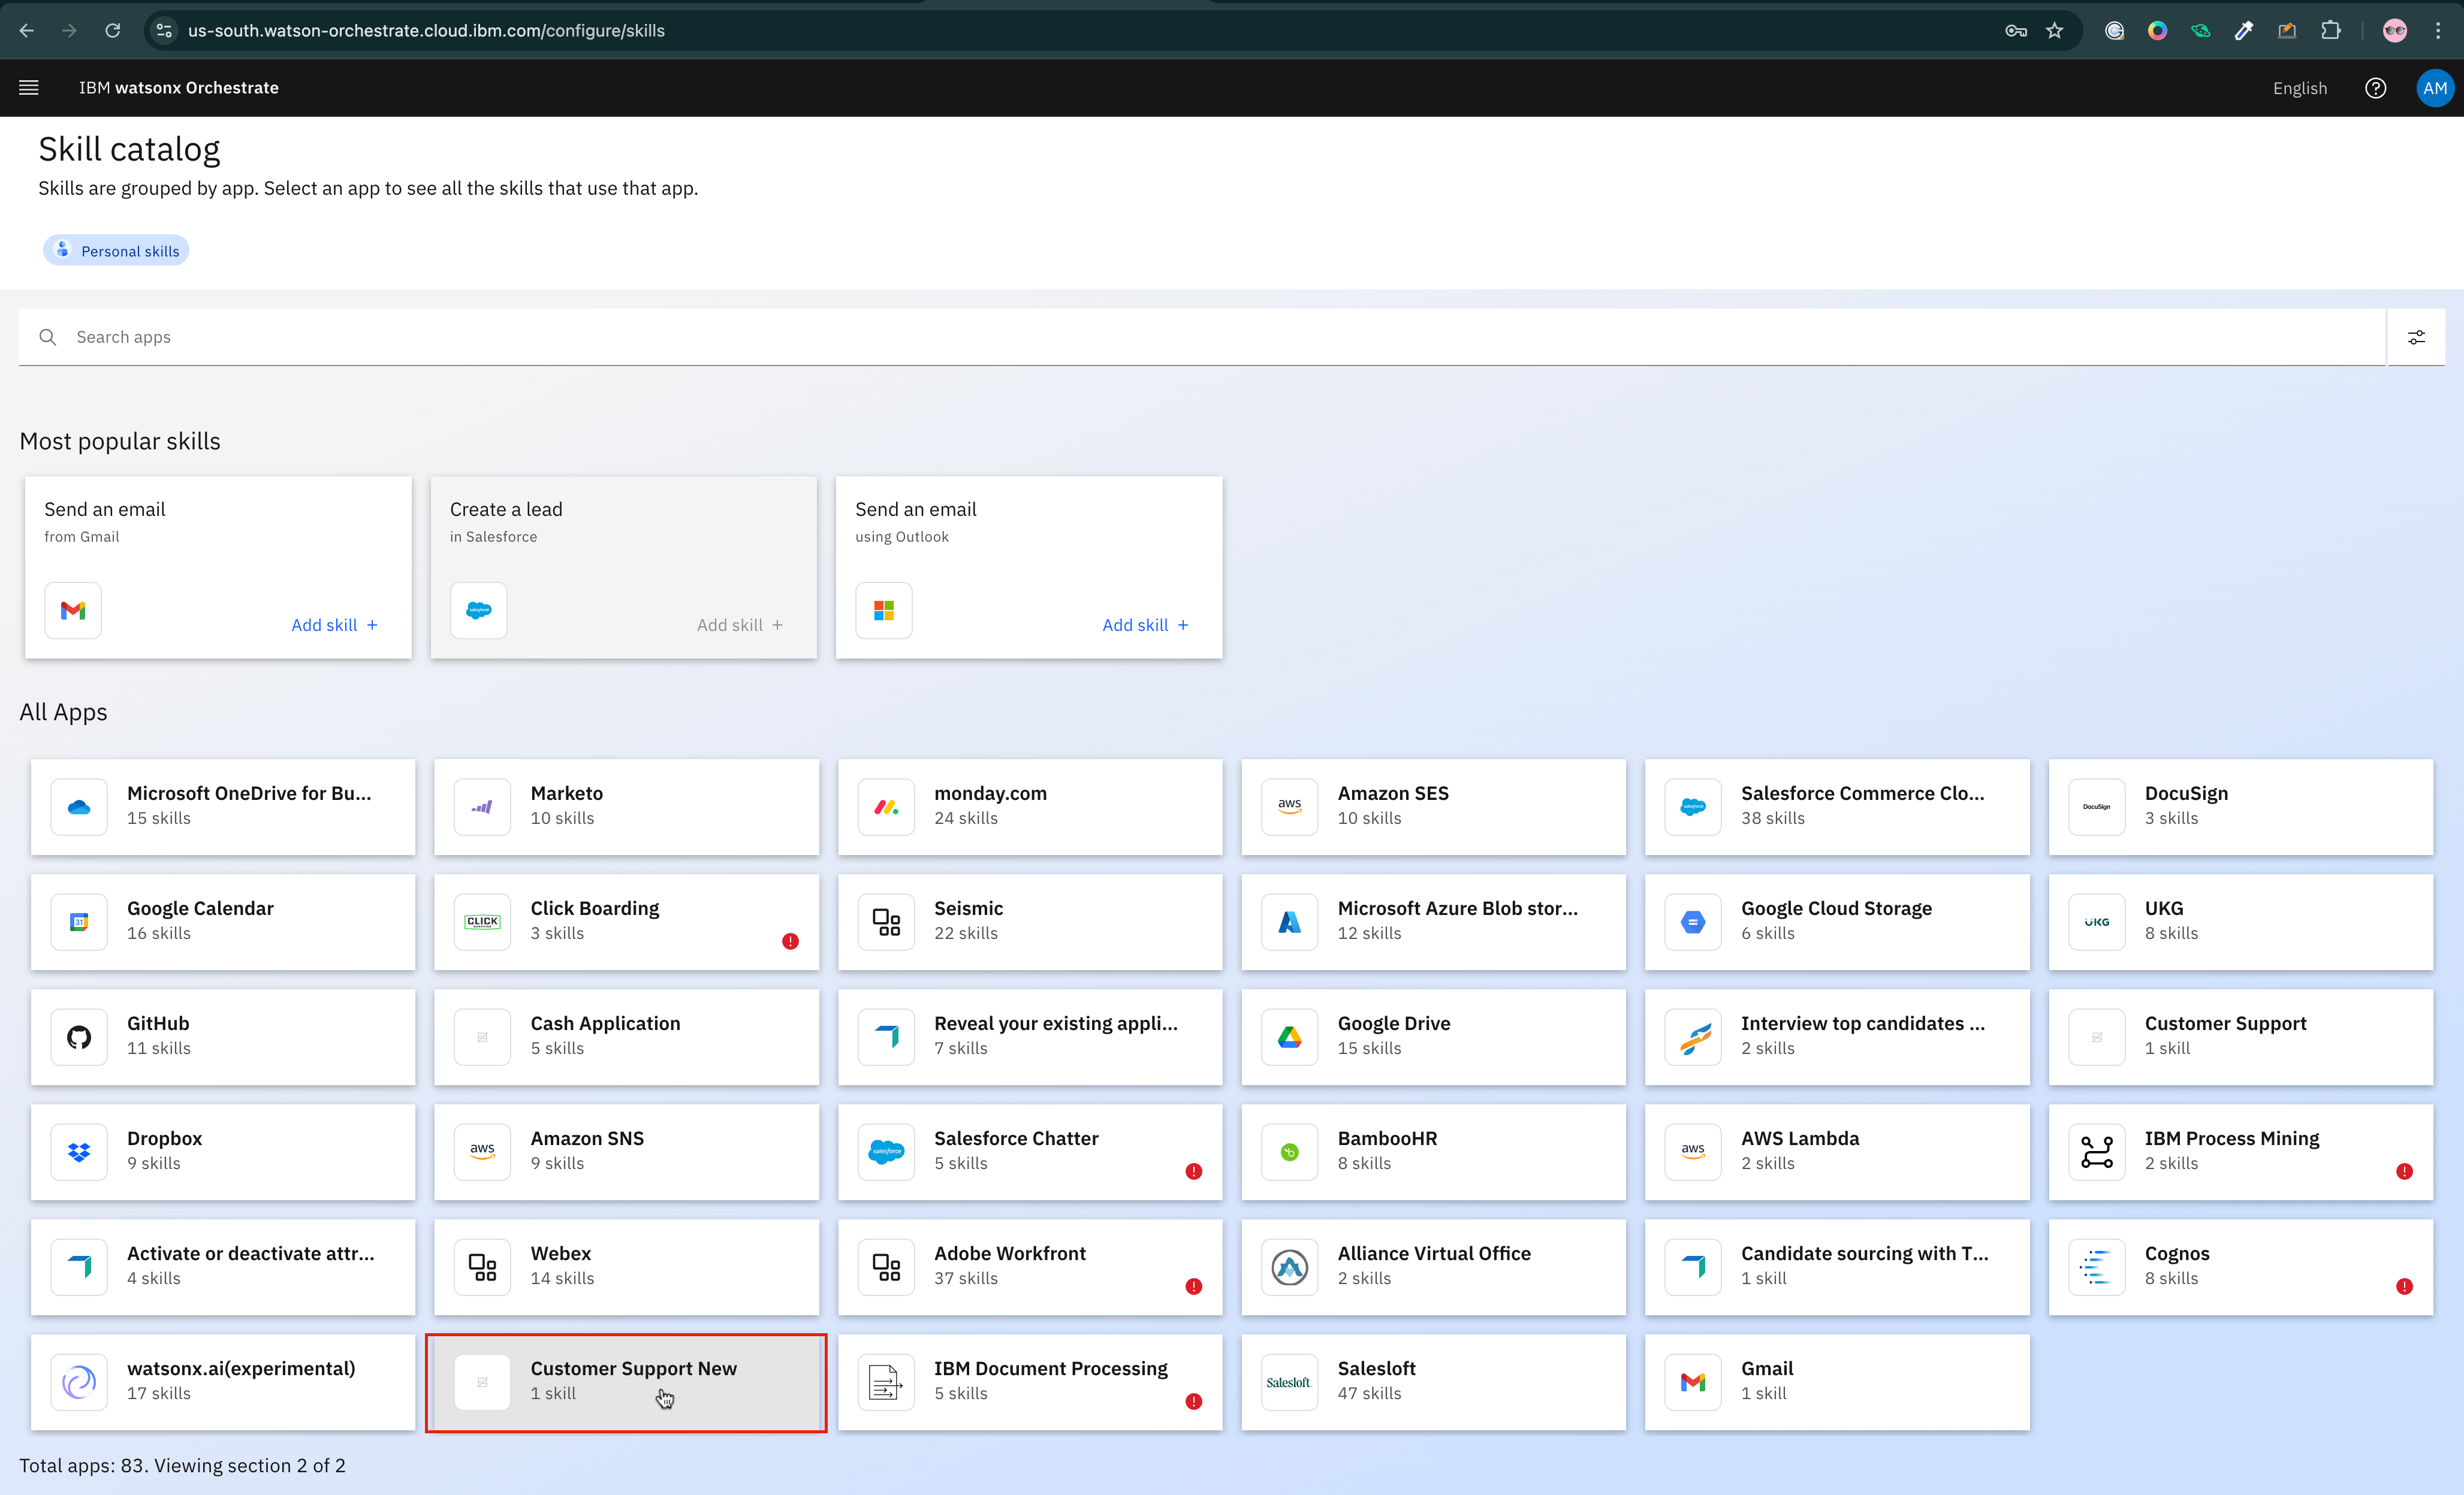 us-south.watson-orchestrate.cloud.ibm.com/configure/skills
IBM watsonx Orchestrate
English
AM
Skill catalog
Skills are grouped by app. Select an app to see all the skills that use that app.
Personal skills
Search apps
Most popular skills
Send an email
from Gmail
Add skill +
Create a lead
in Salesforce
salesforce
Add skill +
Send an email
using Outlook
Add skill +
All Apps
Microsoft OneDrive for Bu...
15 skills
Marketo
10 skills
monday.com
24 skills
aws
Amazon SES
10 skills
salesforce
Salesforce Commerce Clo...
38 skills
DocuSign
DocuSign
3 skills
31
Google Calendar
16 skills
CLICK
BOARDING
Click Boarding
3 skills
Seismic
22 skills
Microsoft Azure Blob stor...
12 skills
Google Cloud Storage
6 skills
UKG
UKG
8 skills
GitHub
11 skills
Cash Application
5 skills
Reveal your existing appli...
7 skills
Google Drive
15 skills
Interview top candidates ...
2 skills
Customer Support
1 skill
Dropbox
9 skills
aws
Amazon SNS
9 skills
salesforce
Salesforce Chatter
5 skills
BambooHR
8 skills
aws
AWS Lambda
2 skills
IBM Process Mining
2 skills
Activate or deactivate attr...
4 skills
Webex
14 skills
Adobe Workfront
37 skills
Alliance Virtual Office
2 skills
Candidate sourcing with T...
1 skill
Cognos
8 skills
watsonx.ai(experimental)
17 skills
Customer Support New
1 skill
IBM Document Processing
5 skills
Salesloft.
Salesloft
47 skills
Gmail
1 skill
Total apps: 83. Viewing section 2 of 2